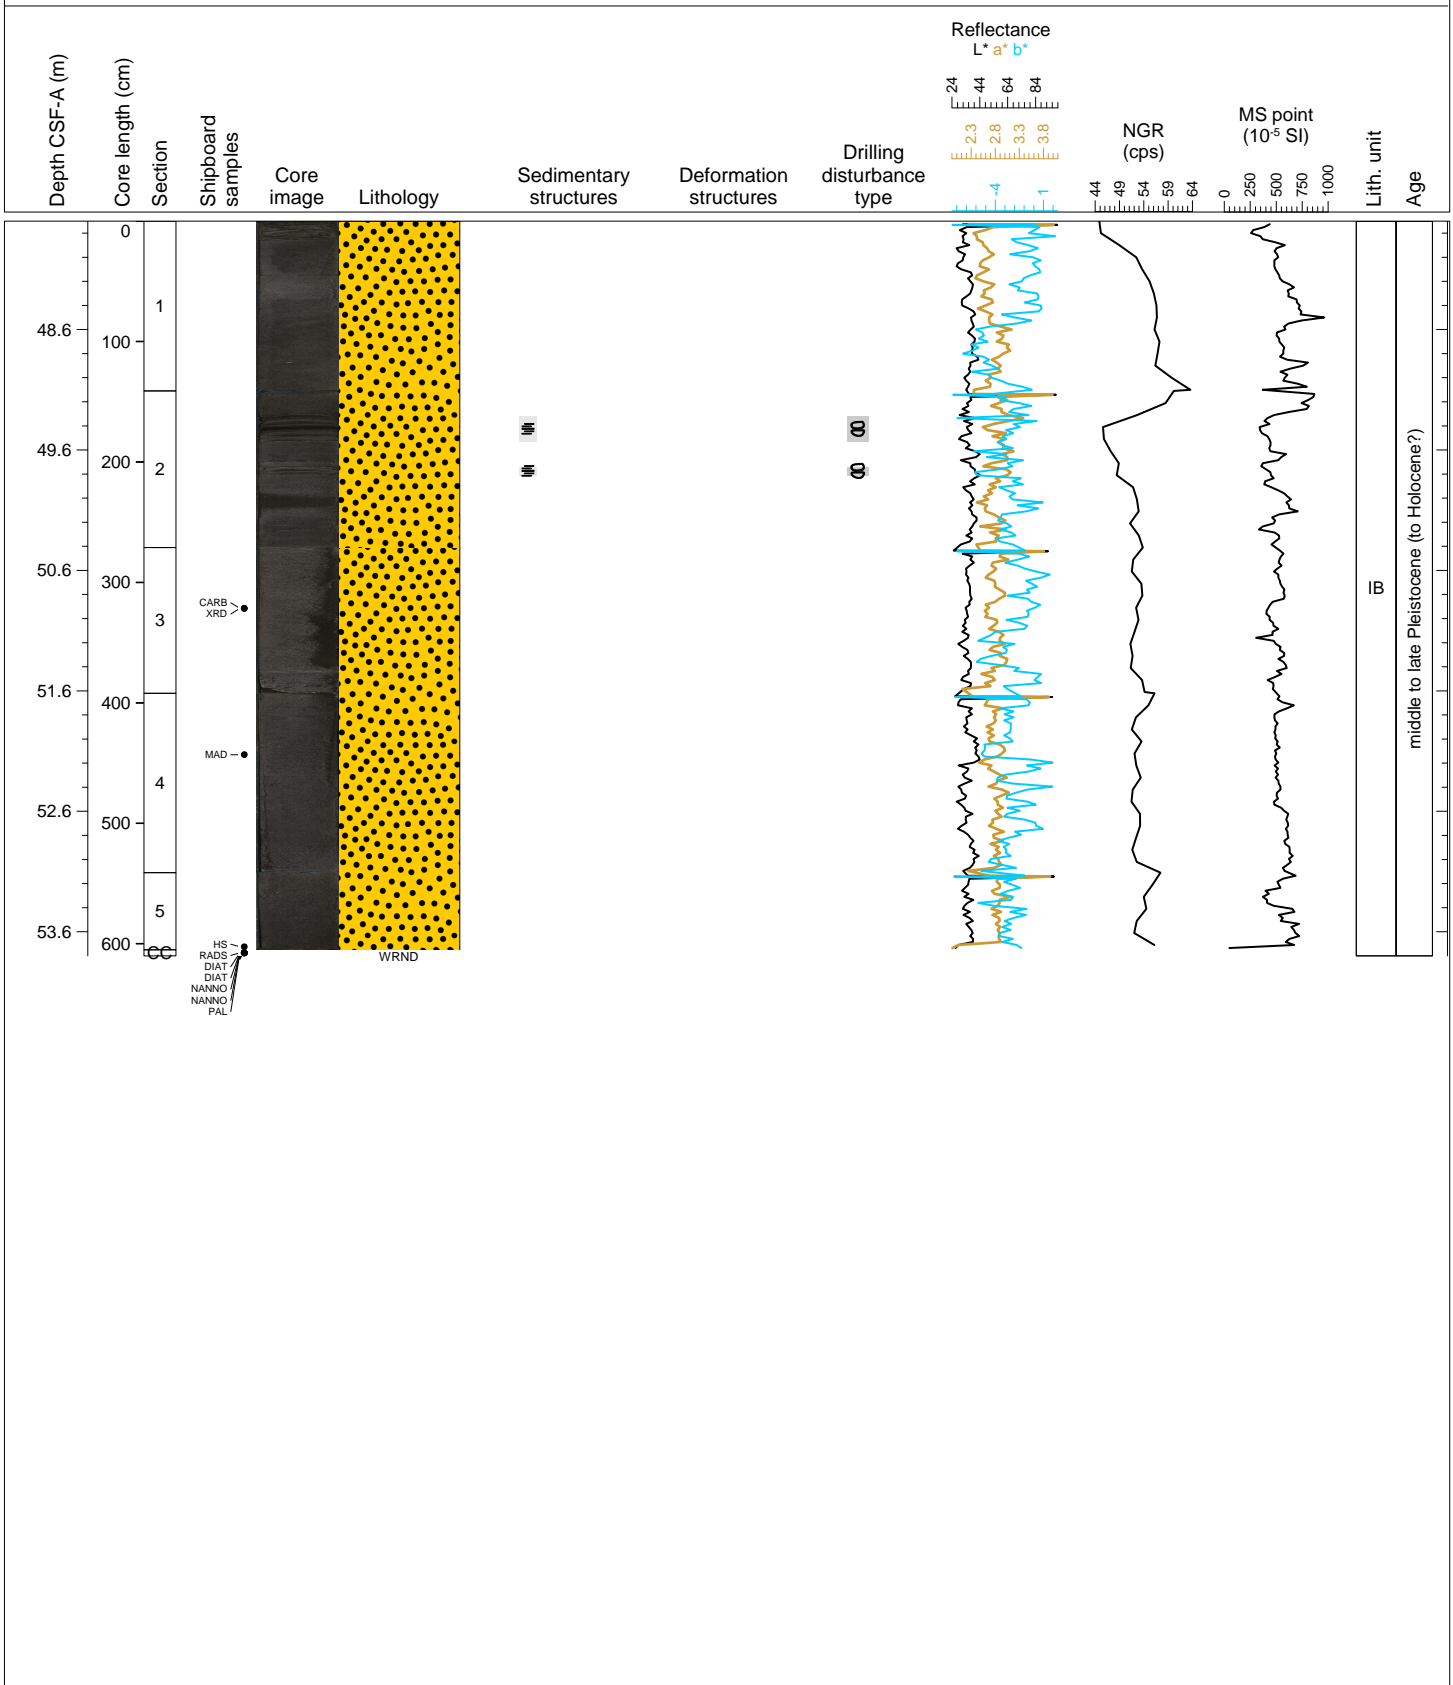 Depth CSF-A (m)
Core length (cm)
Section
Shipboard
samples
Core
image
Lithology
Sedimentary
structures
Deformation
structures
Drilling
disturbance
type
Reflectance
L* a* b*
24 44 64 84
2.3 2.8 3.3 3.8
-4 1
NGR
(cps)
44 49 54 59 64
MS point
(10-5 SI)
0 250 500 750 1000
Lith. unit
Age
0
1
48.6
100
49.6
200
2
50.6
300
CARB
XRD
3
IB
middle to late Pleistocene (to Holocene?)
51.6
400
MAD
4
52.6
500
5
53.6
600
CC
HS
RADS
DIAT
DIAT
NANNO
NANNO
PAL
WRND